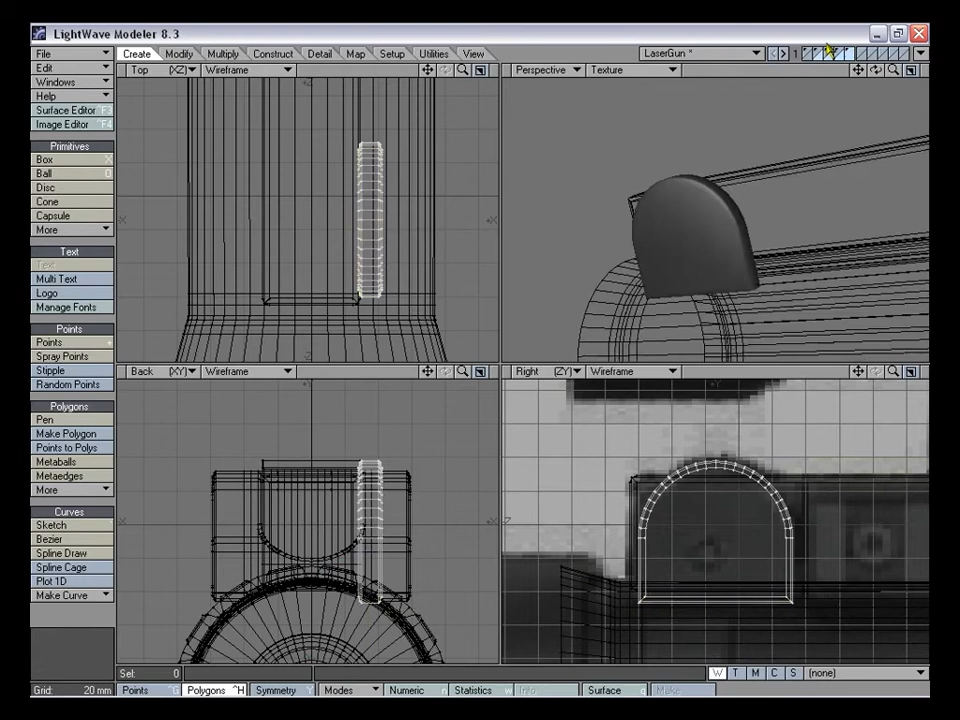 LightWave Modeler 8.3
File
Create Modify Multiply Construct Detail Map Setup Utilities View
LaserGun *
1
Edit
Windows
Help
Surface Editor ^F3
Image Editor ^F4
Top (XZ) Wireframe
Perspective Texture
Primitives
Box X
Ball O
Disc
Cone
Capsule
More
Text
Text
Multi Text
Logo
Manage Fonts
Points
Points +
Spray Points
Stipple
Random Points
Back (XY) Wireframe
Right (ZY) Wireframe
Polygons
Pen
Make Polygon
Points to Polys
Metaballs
Metaedges
More
Curves
Sketch
Bezier
Spline Draw
Spline Cage
Plot 1D
Make Curve
Sel: 0
W T M C S (none)
Grid: 20 mm
Points ^G Polygons ^H Symmetry Y Modes Numeric n Statistics w Info Surface q Make